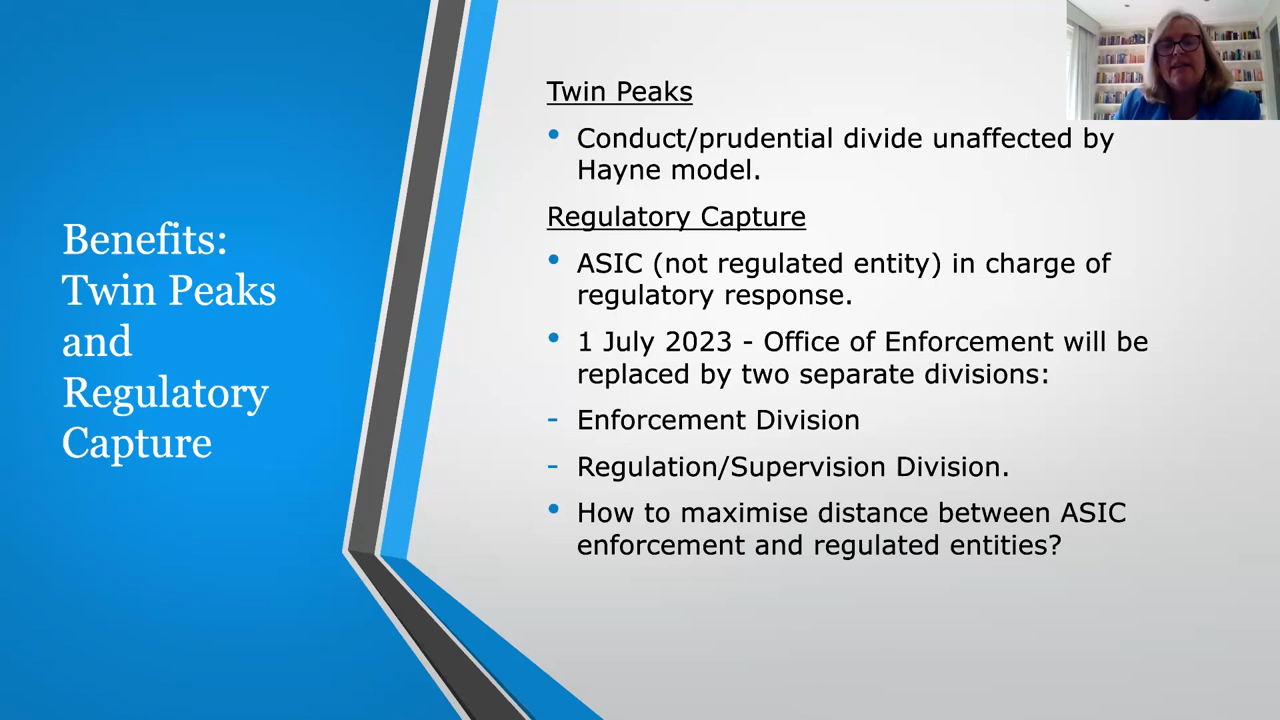 Benefits:
Twin Peaks
and
Regulatory
Capture
Twin Peaks
• Conduct/prudential divide unaffected by
Hayne model.
Regulatory Capture
• ASIC (not regulated entity) in charge of
regulatory response.
• 1 July 2023 - Office of Enforcement will be
replaced by two separate divisions:
- Enforcement Division
- Regulation/Supervision Division.
• How to maximise distance between ASIC
enforcement and regulated entities?